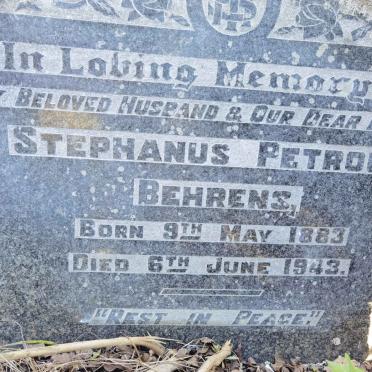 IHS
In Loving Memory
BELOVED HUSBAND & OUR DEAR
STEPHANUS PETRO
BEHRENS,
BORN 9TH MAY 1883
DIED 6TH JUNE 1943.
"REST IN PEACE."